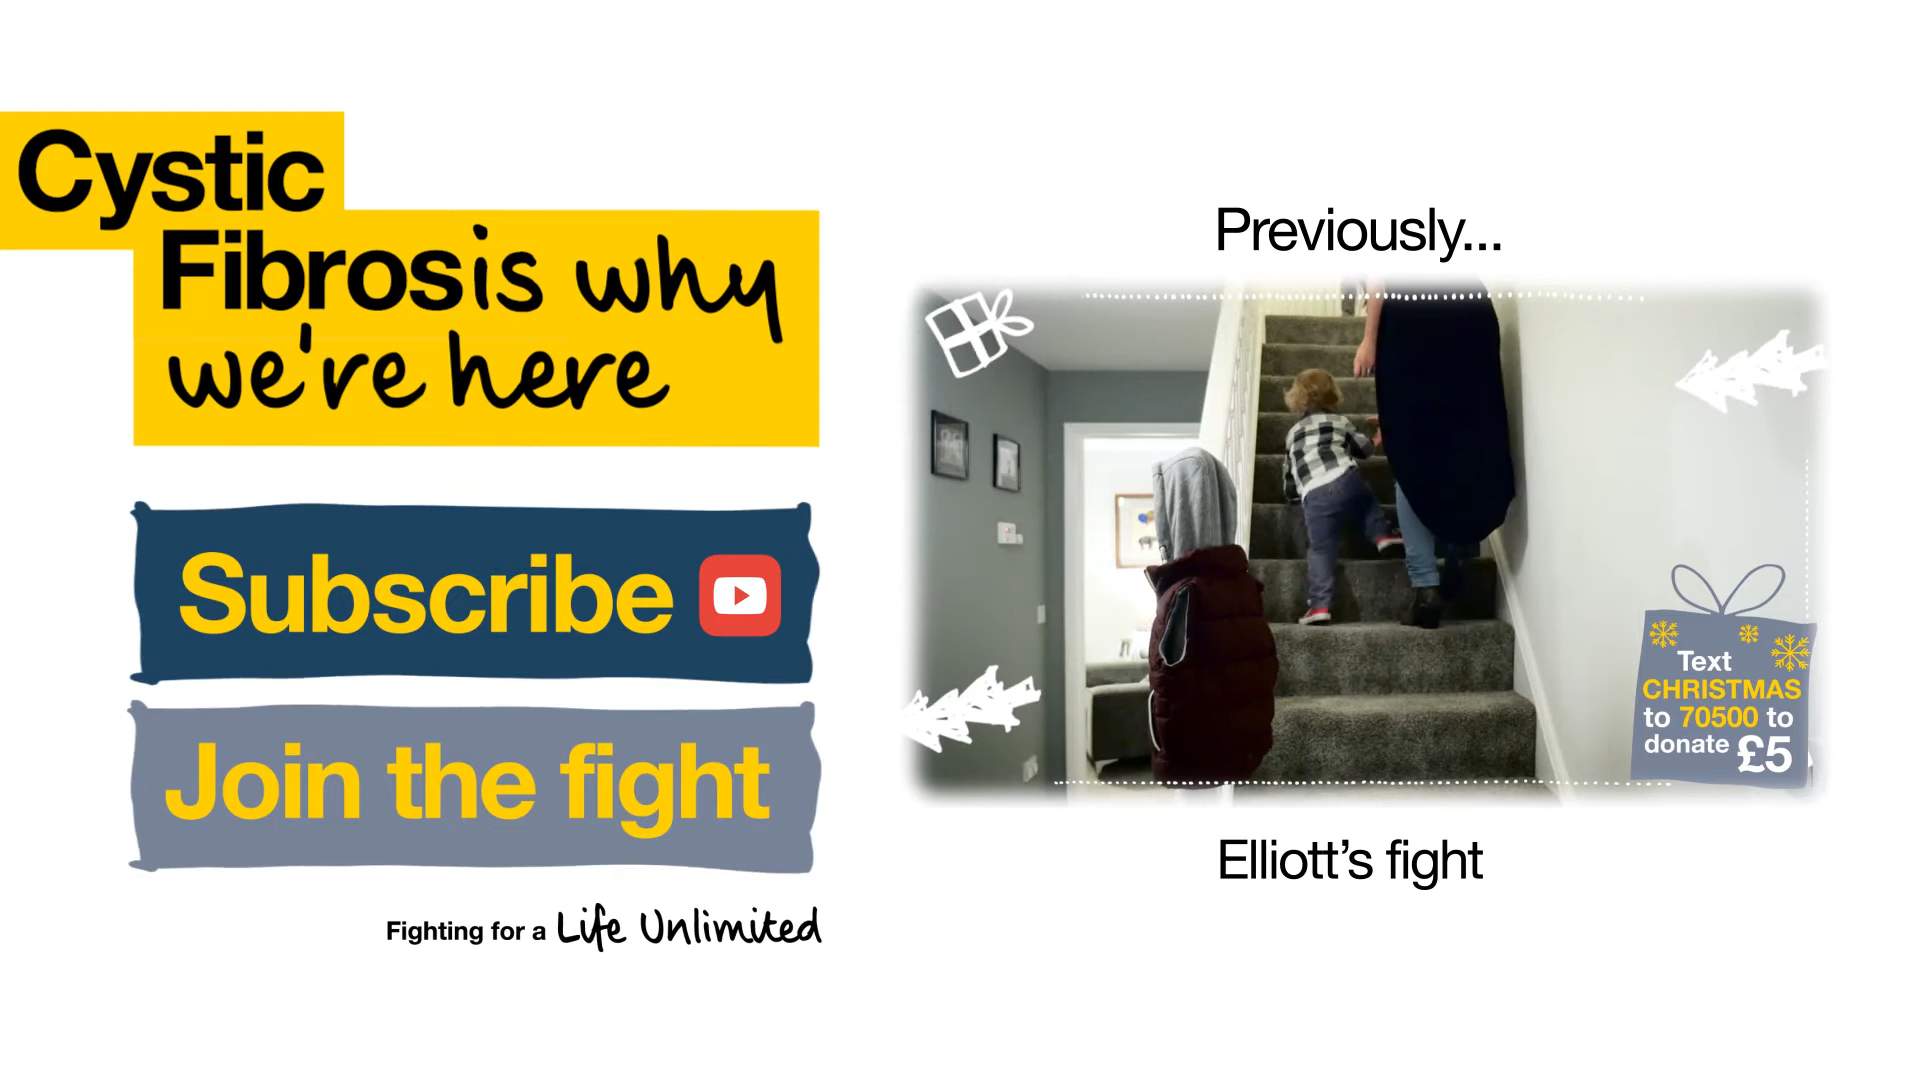 Cystic
Fibrosis why
we're here
Subscribe
Join the fight
Fighting for a Life Unlimited
Previously...
Text
CHRISTMAS
to 70500 to
donate £5
Elliott’s fight